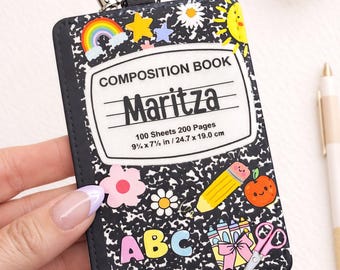 COMPOSITION BOOK
Maritza
100 Sheets 200 Pages
9¾ x 7½ in / 24.7 x 19.0 cm
ABC